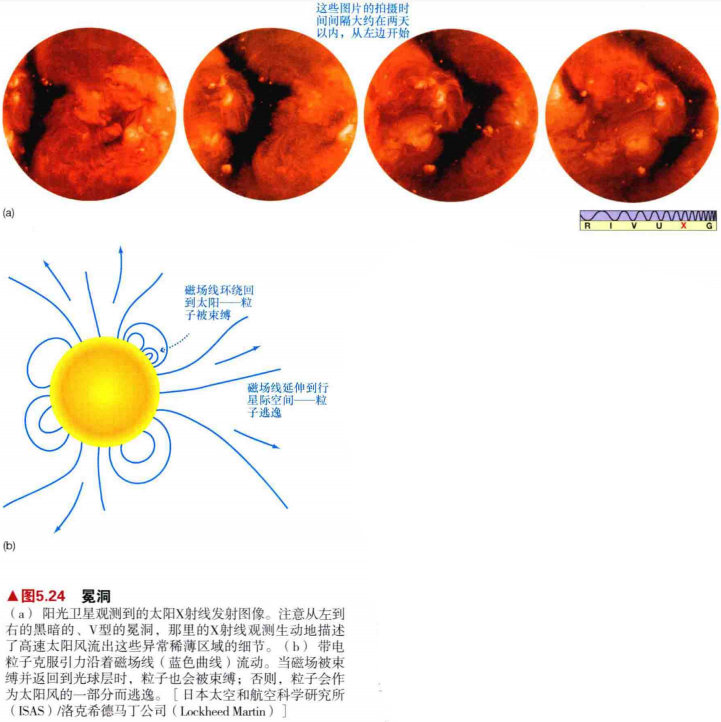 这些图片的拍摄时
间间隔大约在两天
以内，从左边开始
(a)
R I V U X G
磁场线环绕回
到太阳——粒
子被束缚
磁场线延伸到行
星际空间——粒
子逃逸
(b)
▲图5.24 冕洞
（a） 阳光卫星观测到的太阳X射线发射图像。注意从左到
右的黑暗的、V型的冕洞，那里的X射线观测生动地描述
了高速太阳风流出这些异常稀薄区域的细节。（b） 带电
粒子克服引力沿着磁场线（蓝色曲线）流动。当磁场被束
缚并返回到光球层时，粒子也会被束缚；否则，粒子会作
为太阳风的一部分而逃逸。［日本太空和航空科学研究所
（ISAS）/洛克希德马丁公司（Lockheed Martin）］